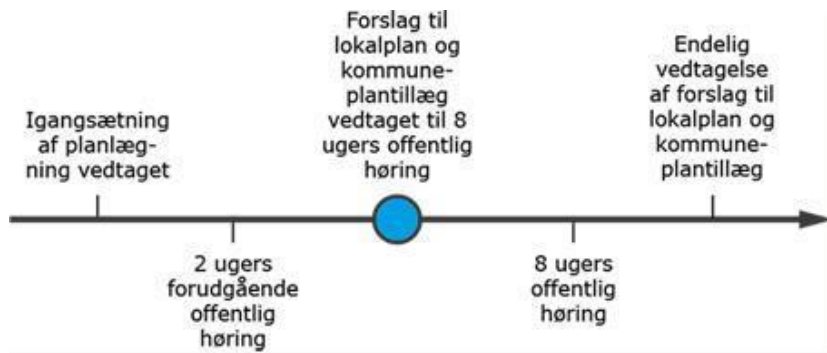 Igangsætning
af planlæg-
ning vedtaget
2 ugers
forudgående
offentlig
høring
Forslag til
lokalplan og
kommune-
plantillæg
vedtaget til 8
ugers offentlig
høring
8 ugers
offentlig
høring
Endelig
vedtagelse
af forslag til
lokalplan og
kommune-
plantillæg